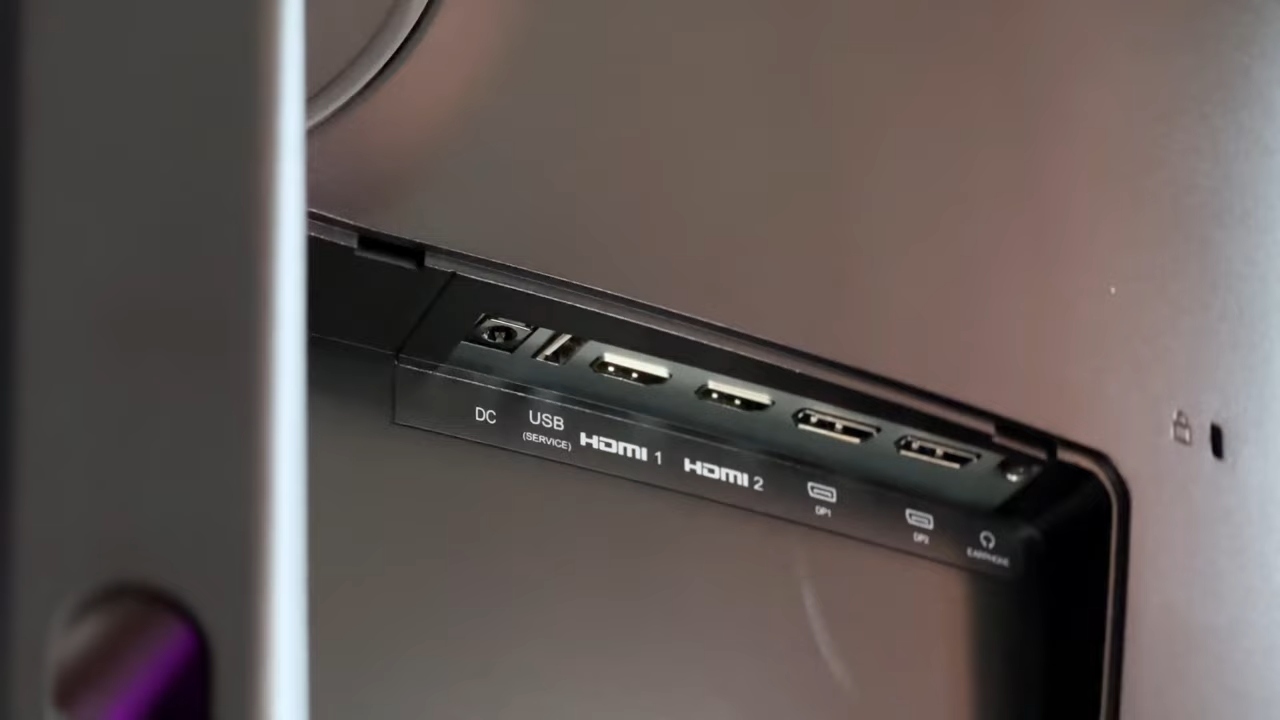 DC
USB
(SERVICE)
HDMI 1
HDMI 2
DP1
DP2
EARPHONE